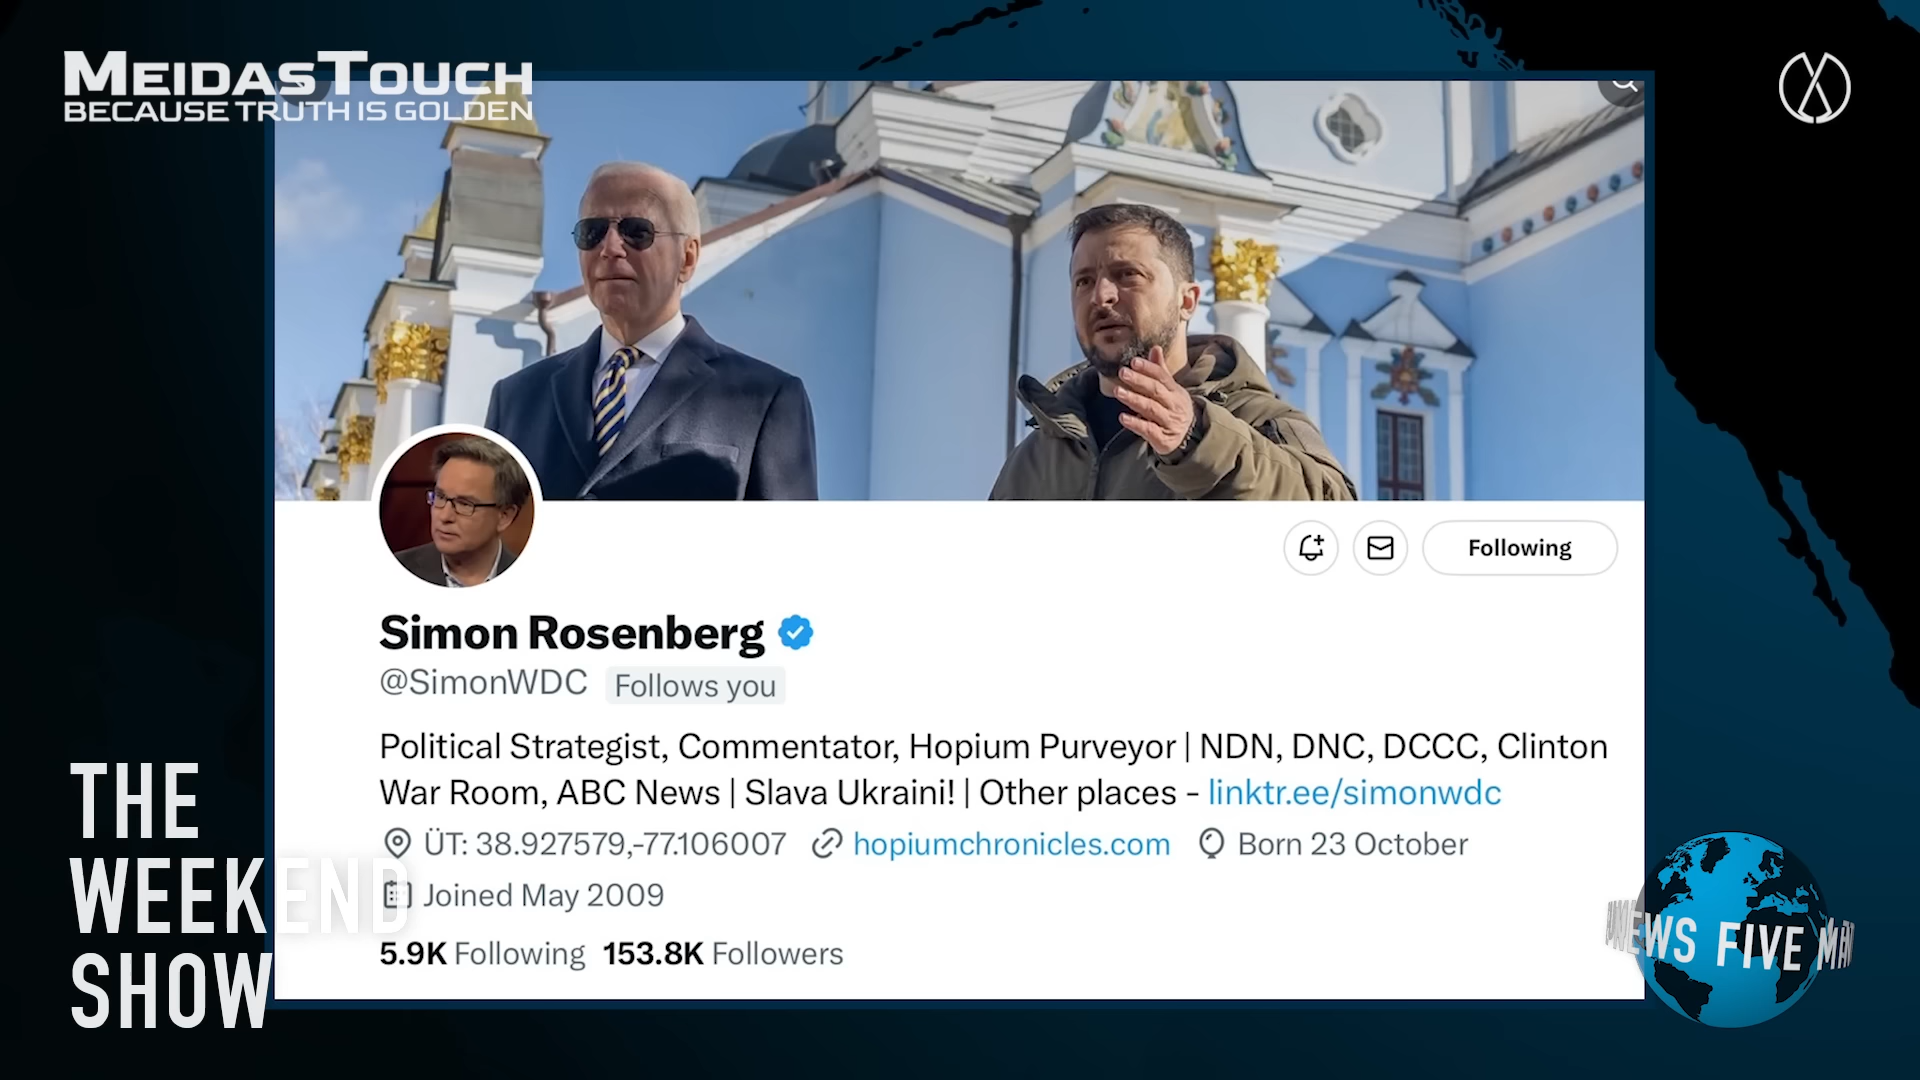 MEIDASTOUCH
BECAUSE TRUTH IS GOLDEN
Following
Simon Rosenberg
@SimonWDC Follows you
Political Strategist, Commentator, Hopium Purveyor | NDN, DNC, DCCC, Clinton
War Room, ABC News | Slava Ukraini! | Other places - linktr.ee/simonwdc
ÜT: 38.927579,-77.106007 hopiumchronicles.com Born 23 October
Joined May 2009
5.9K Following 153.8K Followers
THE
WEEKEND
SHOW
NEWS FIVE